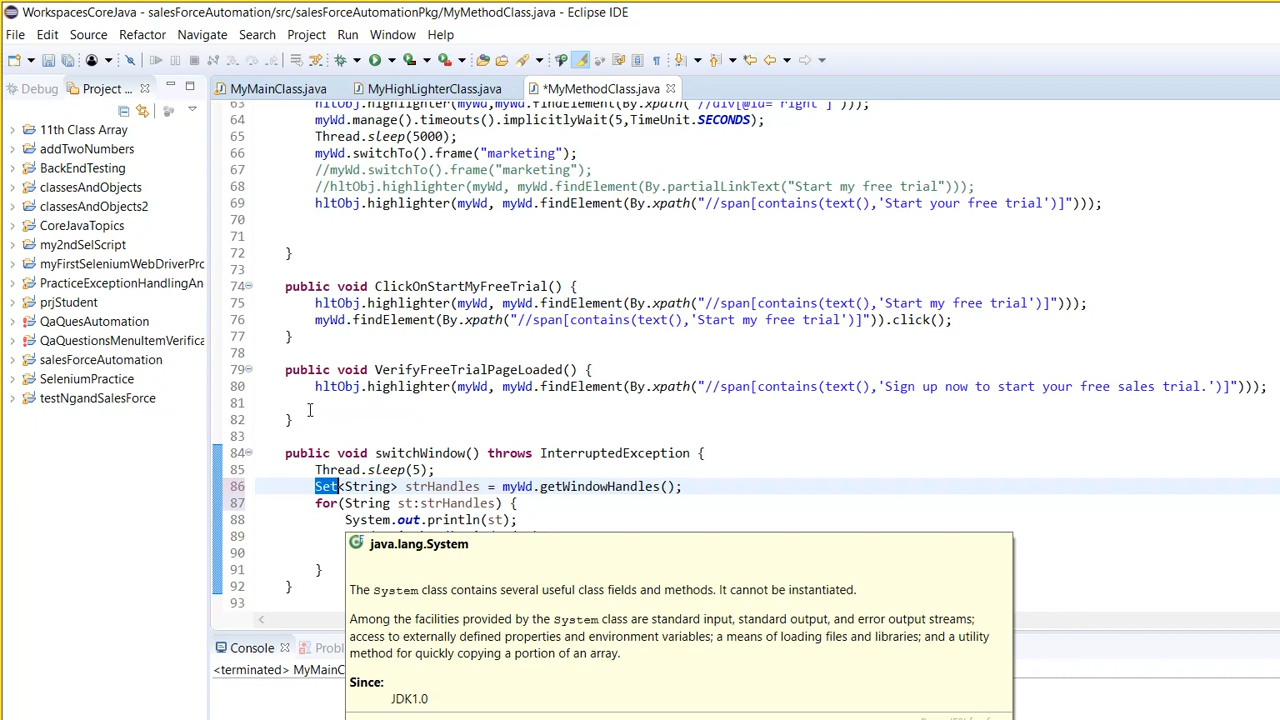 WorkspacesCoreJava - salesForceAutomation/src/salesForceAutomationPkg/MyMethodClass.java - Eclipse IDE
File Edit Source Refactor Navigate Search Project Run Window Help
Debug Project ... MyMainClass.java MyHighLighterClass.java *MyMethodClass.java
11th Class Array
addTwoNumbers
BackEndTesting
classesAndObjects
classesAndObjects2
CoreJavaTopics
my2ndSelScript
myFirstSeleniumWebDriverPrc
PracticeExceptionHandlingAn
prjStudent
QaQuesAutomation
QaQuestionsMenuItemVerifica
salesForceAutomation
SeleniumPractice
testNgandSalesForce
63 hltObj.highlighter(myWd,myWd.findElement(By.xpath("//div[@id='right']")));
64 myWd.manage().timeouts().implicitlyWait(5,TimeUnit.SECONDS);
65 Thread.sleep(5000);
66 myWd.switchTo().frame("marketing");
67 //myWd.switchTo().frame("marketing");
68 //hltObj.highlighter(myWd, myWd.findElement(By.partialLinkText("Start my free trial")));
69 hltObj.highlighter(myWd, myWd.findElement(By.xpath("//span[contains(text(),'Start your free trial')]")));
70
71
72 }
73
74 public void ClickOnStartMyFreeTrial() {
75 hltObj.highlighter(myWd, myWd.findElement(By.xpath("//span[contains(text(),'Start my free trial')]")));
76 myWd.findElement(By.xpath("//span[contains(text(),'Start my free trial')]")).click();
77 }
78
79 public void VerifyFreeTrialPageLoaded() {
80 hltObj.highlighter(myWd, myWd.findElement(By.xpath("//span[contains(text(),'Sign up now to start your free sales trial.')]")));
81
82 }
83
84 public void switchWindow() throws InterruptedException {
85 Thread.sleep(5);
86 Set<String> strHandles = myWd.getWindowHandles();
87 for(String st:strHandles) {
88 System.out.println(st);
89
90
91 }
92 }
93
java.lang.System
The System class contains several useful class fields and methods. It cannot be instantiated.
Among the facilities provided by the System class are standard input, standard output, and error output streams;
access to externally defined properties and environment variables; a means of loading files and libraries; and a utility
method for quickly copying a portion of an array.
Since:
JDK1.0
Console Probl
<terminated> MyMainC